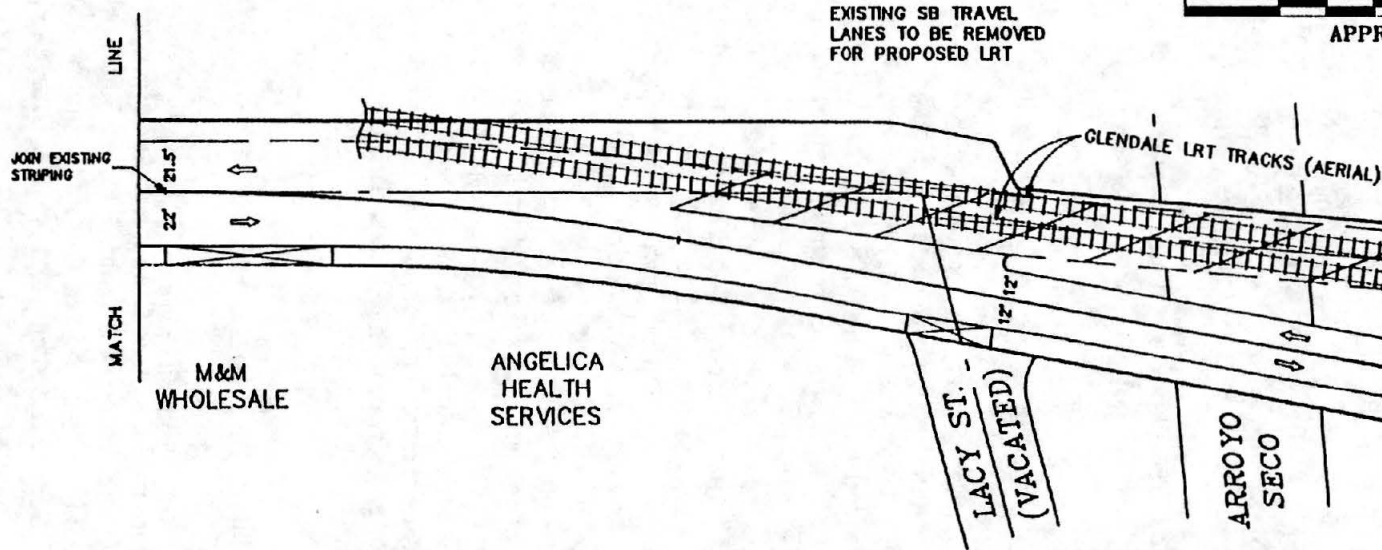 EXISTING SB TRAVEL
LANES TO BE REMOVED
FOR PROPOSED LRT
APPR
LINE
GLENDALE LRT TRACKS (AERIAL)
JOIN EXISTING
STRIPING
21.5'
22'
12' 12'
MATCH
M&M
WHOLESALE
ANGELICA
HEALTH
SERVICES
LACY ST. -
(VACATED)
ARROYO
SECO